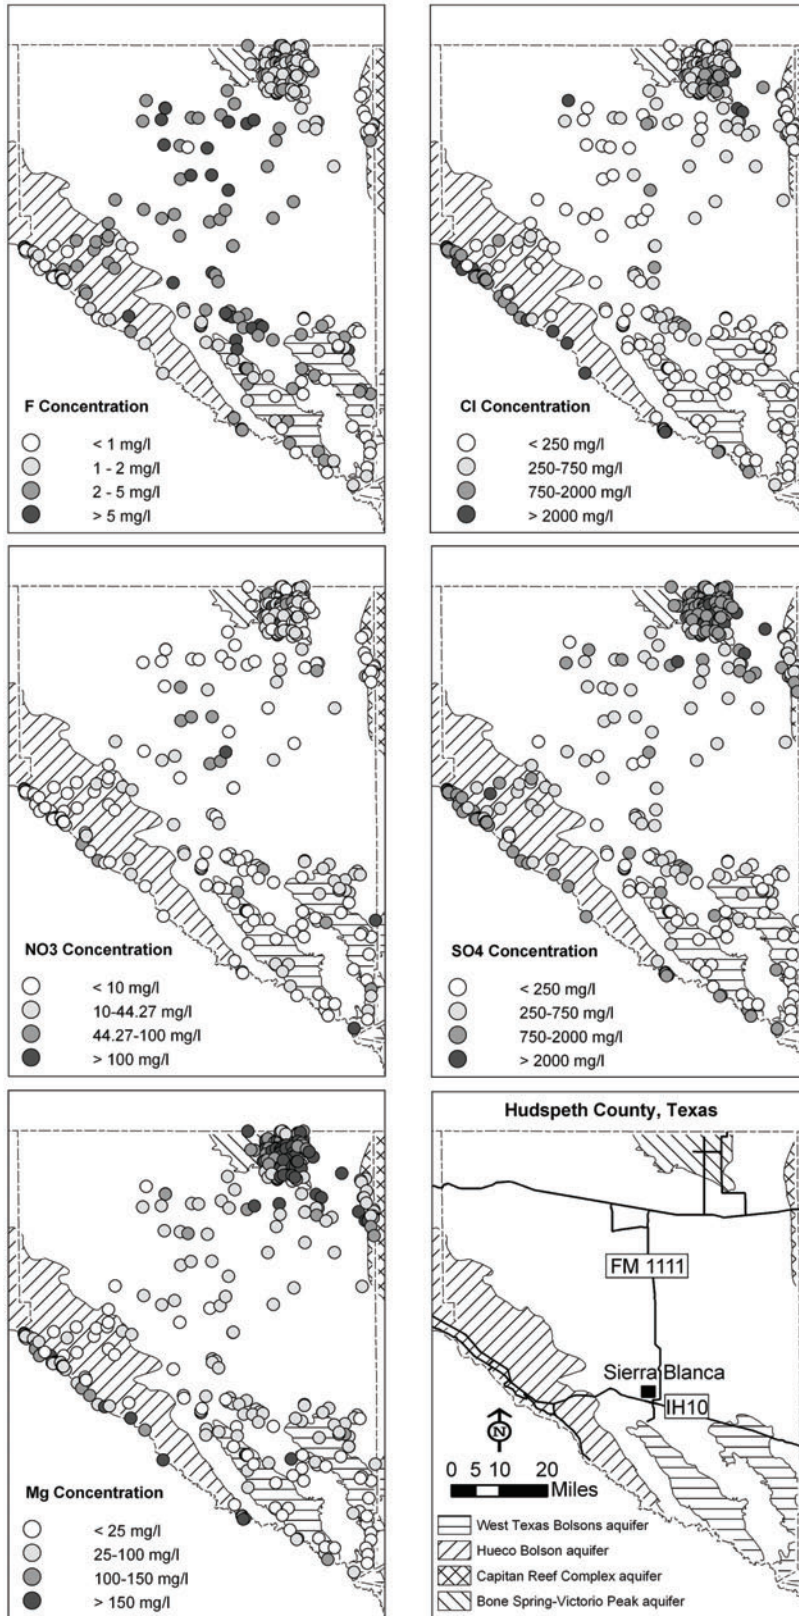 F Concentration
< 1 mg/l
1 - 2 mg/l
2 - 5 mg/l
> 5 mg/l
Cl Concentration
< 250 mg/l
250-750 mg/l
750-2000 mg/l
> 2000 mg/l
NO3 Concentration
< 10 mg/l
10-44.27 mg/l
44.27-100 mg/l
> 100 mg/l
SO4 Concentration
< 250 mg/l
250-750 mg/l
750-2000 mg/l
> 2000 mg/l
Mg Concentration
< 25 mg/l
25-100 mg/l
100-150 mg/l
> 150 mg/l
Hudspeth County, Texas
FM 1111
Sierra Blanca
IH10
N
0 5 10 20
Miles
West Texas Bolsons aquifer
Hueco Bolson aquifer
Capitan Reef Complex aquifer
Bone Spring-Victorio Peak aquifer